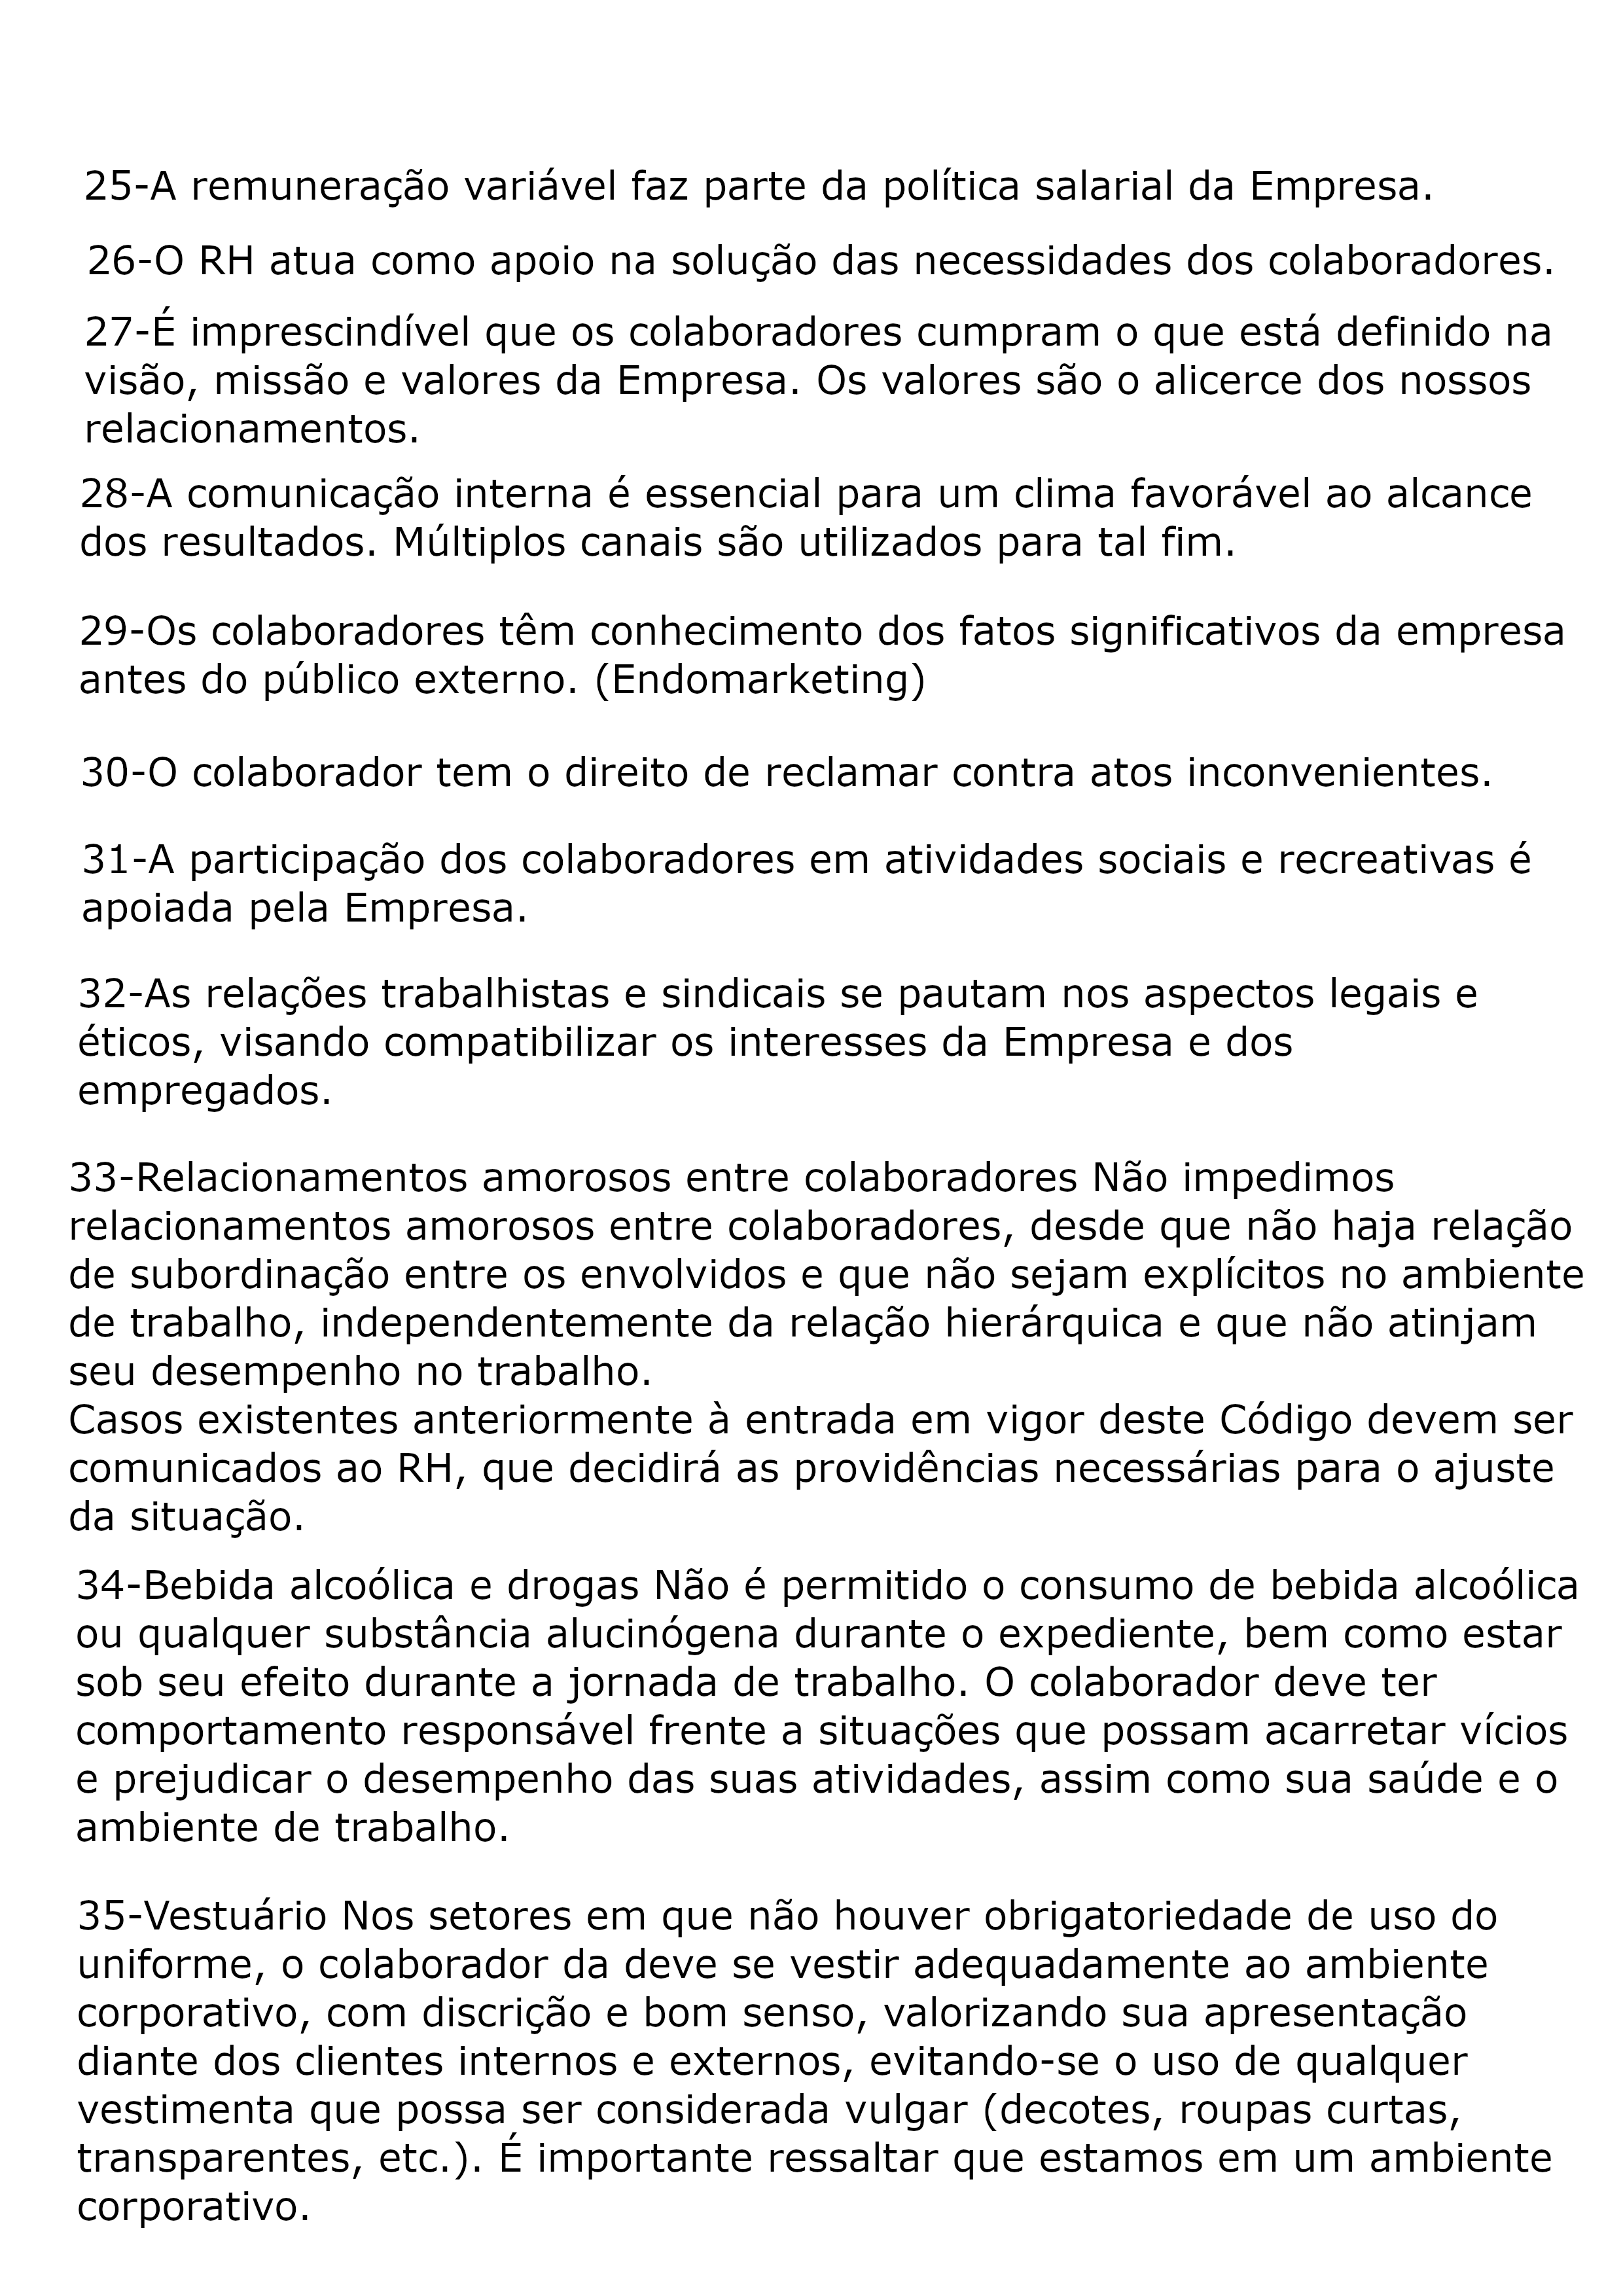 25-A remuneração variável faz parte da política salarial da Empresa.
26-O RH atua como apoio na solução das necessidades dos colaboradores.
27-É imprescindível que os colaboradores cumpram o que está definido na
visão, missão e valores da Empresa. Os valores são o alicerce dos nossos
relacionamentos.
28-A comunicação interna é essencial para um clima favorável ao alcance
dos resultados. Múltiplos canais são utilizados para tal fim.
29-Os colaboradores têm conhecimento dos fatos significativos da empresa
antes do público externo. (Endomarketing)
30-O colaborador tem o direito de reclamar contra atos inconvenientes.
31-A participação dos colaboradores em atividades sociais e recreativas é
apoiada pela Empresa.
32-As relações trabalhistas e sindicais se pautam nos aspectos legais e
éticos, visando compatibilizar os interesses da Empresa e dos
empregados.
33-Relacionamentos amorosos entre colaboradores Não impedimos
relacionamentos amorosos entre colaboradores, desde que não haja relação
de subordinação entre os envolvidos e que não sejam explícitos no ambiente
de trabalho, independentemente da relação hierárquica e que não atinjam
seu desempenho no trabalho.
Casos existentes anteriormente à entrada em vigor deste Código devem ser
comunicados ao RH, que decidirá as providências necessárias para o ajuste
da situação.
34-Bebida alcoólica e drogas Não é permitido o consumo de bebida alcoólica
ou qualquer substância alucinógena durante o expediente, bem como estar
sob seu efeito durante a jornada de trabalho. O colaborador deve ter
comportamento responsável frente a situações que possam acarretar vícios
e prejudicar o desempenho das suas atividades, assim como sua saúde e o
ambiente de trabalho.
35-Vestuário Nos setores em que não houver obrigatoriedade de uso do
uniforme, o colaborador da deve se vestir adequadamente ao ambiente
corporativo, com discrição e bom senso, valorizando sua apresentação
diante dos clientes internos e externos, evitando-se o uso de qualquer
vestimenta que possa ser considerada vulgar (decotes, roupas curtas,
transparentes, etc.). É importante ressaltar que estamos em um ambiente
corporativo.